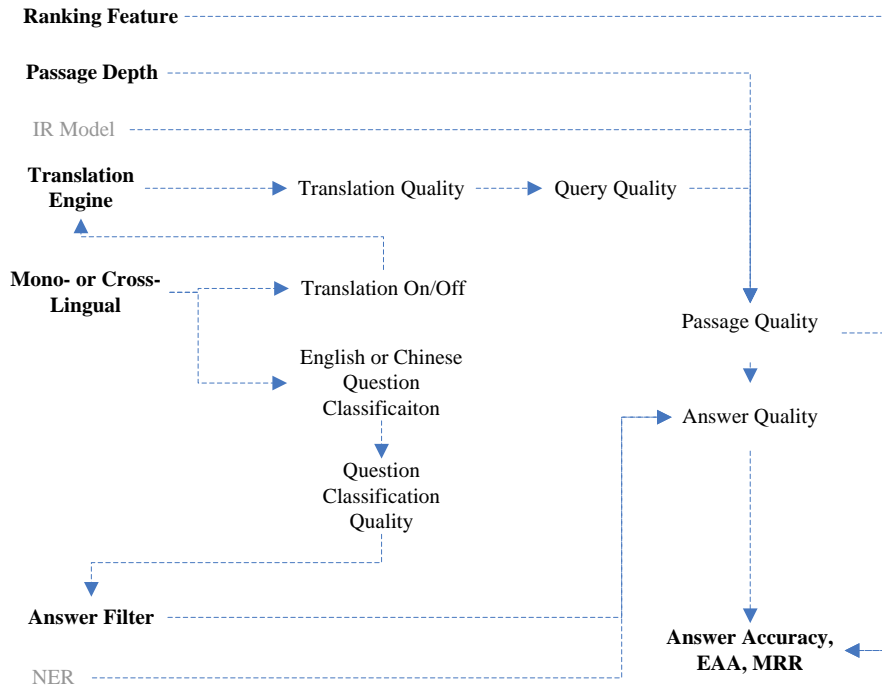 Ranking Feature
Passage Depth
IR Model
Translation
Engine
Translation Quality
Query Quality
Mono- or Cross-
Lingual
Translation On/Off
Passage Quality
English or Chinese
Question
Classificaiton
Answer Quality
Question
Classification
Quality
Answer Filter
Answer Accuracy,
EAA, MRR
NER